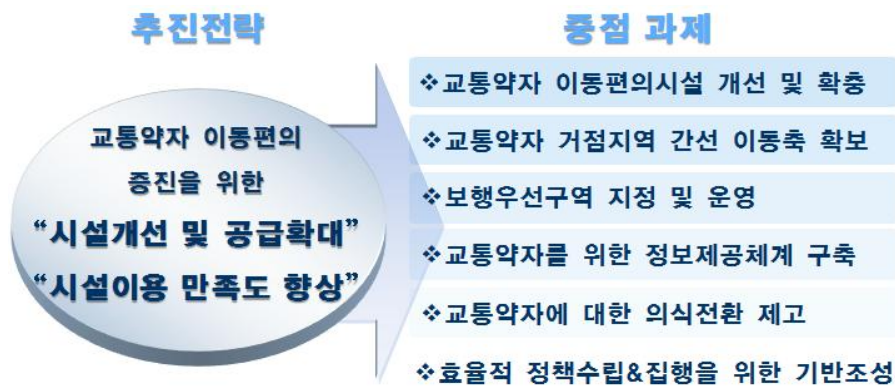 추진전략
중점 과제
교통약자 이동편의
증진을 위한
“시설개선 및 공급확대”
“시설이용 만족도 향상”
❖교통약자 이동편의시설 개선 및 확충
❖교통약자 거점지역 간선 이동축 확보
❖보행우선구역 지정 및 운영
❖교통약자를 위한 정보제공체계 구축
❖교통약자에 대한 의식전환 제고
❖효율적 정책수립&집행을 위한 기반조성